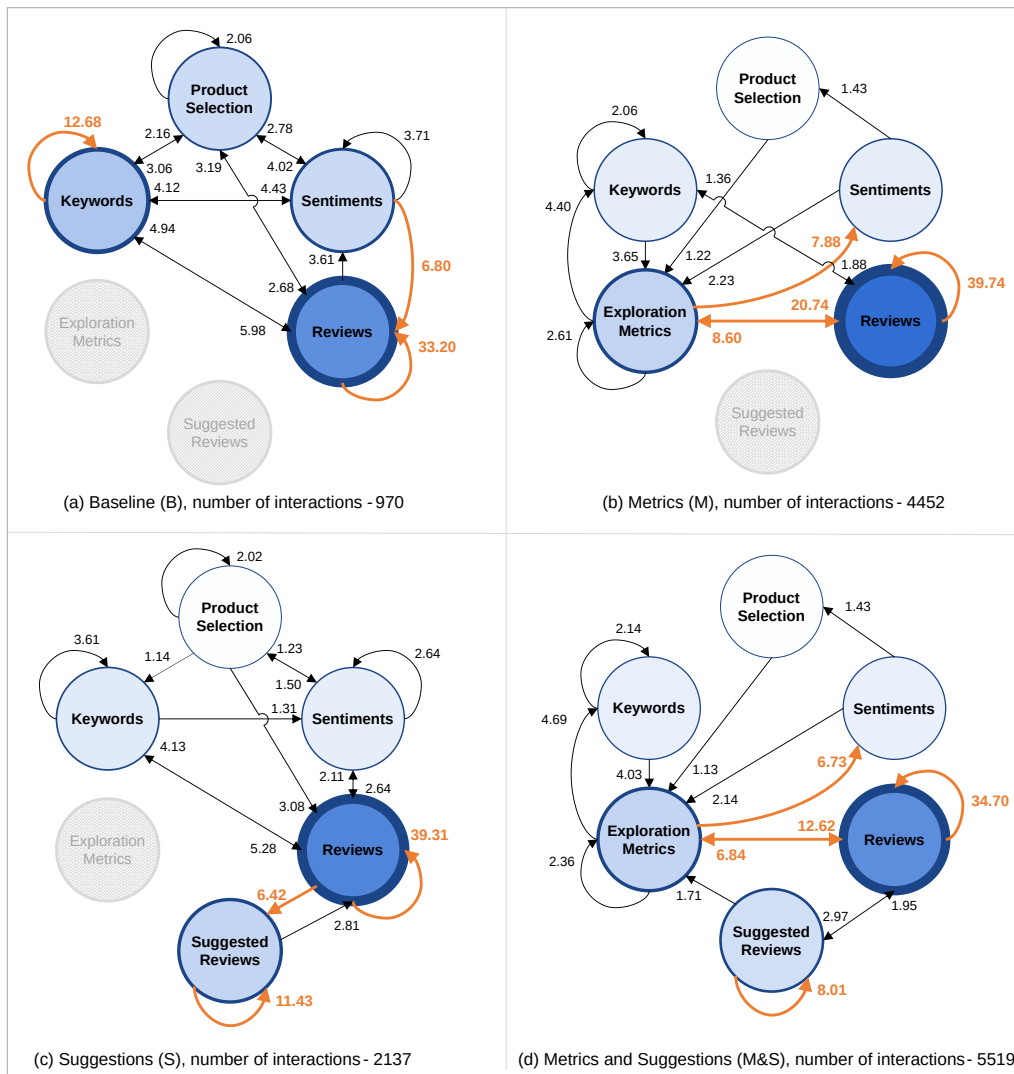 2.06
Product
Selection
12.68
2.16
2.78
3.71
3.06
3.19
4.02
4.12
4.43
Keywords
Sentiments
4.94
3.61
6.80
Exploration
Metrics
2.68
5.98
Reviews
33.20
Suggested
Reviews
(a) Baseline (B), number of interactions - 970
Product
Selection
1.43
2.06
1.36
Keywords
Sentiments
4.40
7.88
3.65
1.22
1.88
2.23
39.74
20.74
Exploration
Metrics
Reviews
2.61
8.60
Suggested
Reviews
(b) Metrics (M), number of interactions - 4452
2.02
Product
Selection
3.61
1.14
1.23
2.64
1.50
1.31
Keywords
Sentiments
4.13
2.11
2.64
3.08
Exploration
Metrics
39.31
5.28
Reviews
6.42
2.81
Suggested
Reviews
11.43
(c) Suggestions (S), number of interactions - 2137
Product
Selection
1.43
2.14
Keywords
Sentiments
4.69
6.73
4.03
1.13
2.14
34.70
12.62
Exploration
Metrics
Reviews
2.36
6.84
1.71
1.95
2.97
Suggested
Reviews
8.01
(d) Metrics and Suggestions (M&S), number of interactions - 5519